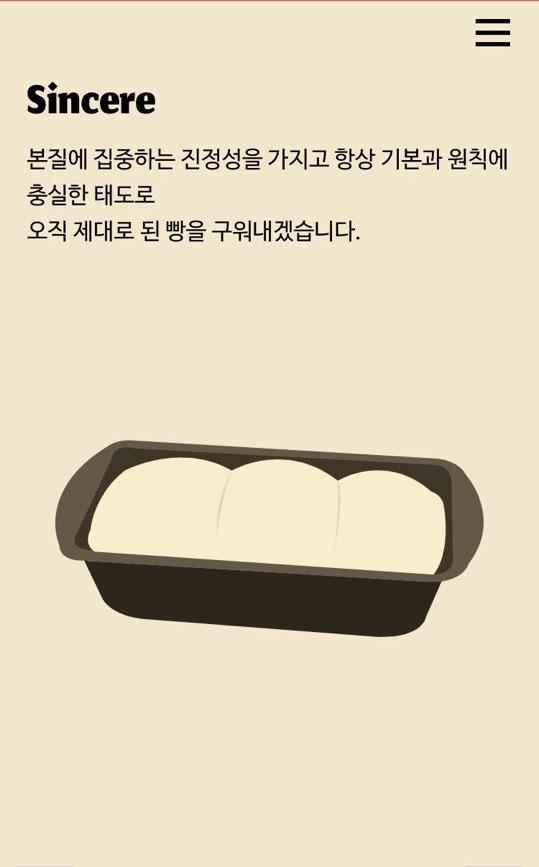 Sincere
본질에 집중하는 진정성을 가지고 항상 기본과 원칙에
충실한 태도로
오직 제대로 된 빵을 구워내겠습니다.